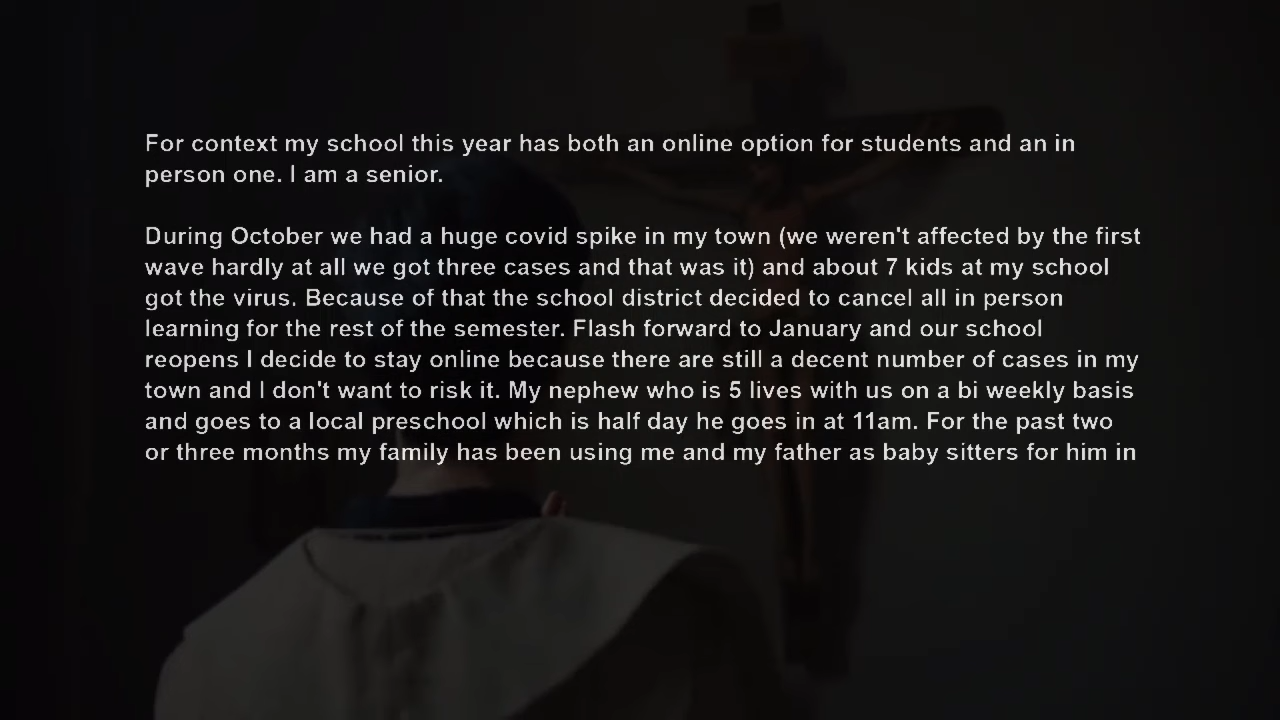 For context my school this year has both an online option for students and an in
person one. I am a senior.
During October we had a huge covid spike in my town (we weren't affected by the first
wave hardly at all we got three cases and that was it) and about 7 kids at my school
got the virus. Because of that the school district decided to cancel all in person
learning for the rest of the semester. Flash forward to January and our school
reopens I decide to stay online because there are still a decent number of cases in my
town and I don't want to risk it. My nephew who is 5 lives with us on a bi weekly basis
and goes to a local preschool which is half day he goes in at 11am. For the past two
or three months my family has been using me and my father as baby sitters for him in